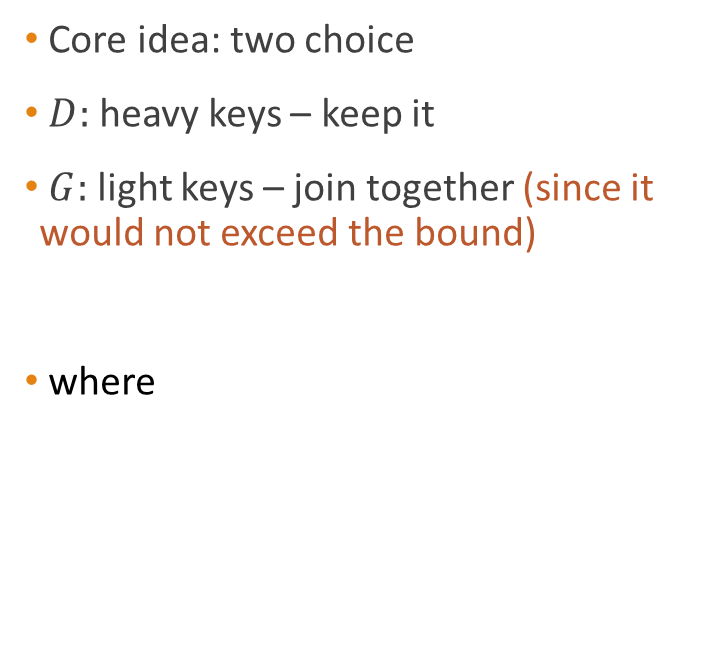 • Core idea: two choice
• D: heavy keys – keep it
• G: light keys – join together (since it
would not exceed the bound)
• where